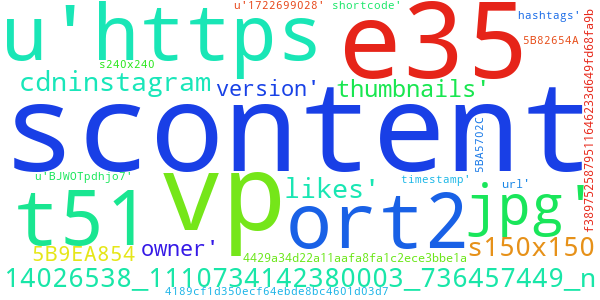 u'1722699028'
shortcode'
u'https
e35
hashtags'
5B82654A
s240x240
cdninstagram
version'
thumbnails'
f3897525879511646233d649fd68fa9b
scontent
5BA5702C
u'BJWOTpdhjo7'
vp
timestamp'
url'
likes'
t51
ort2
jpg'
5B9EA854
owner'
s150x150
4429a34d22a11aafa8fa1c2ece3bbe1a
14026538_1110734142380003_736457449_n
4189cf1d350ecf64ebde8bc4601d03d7